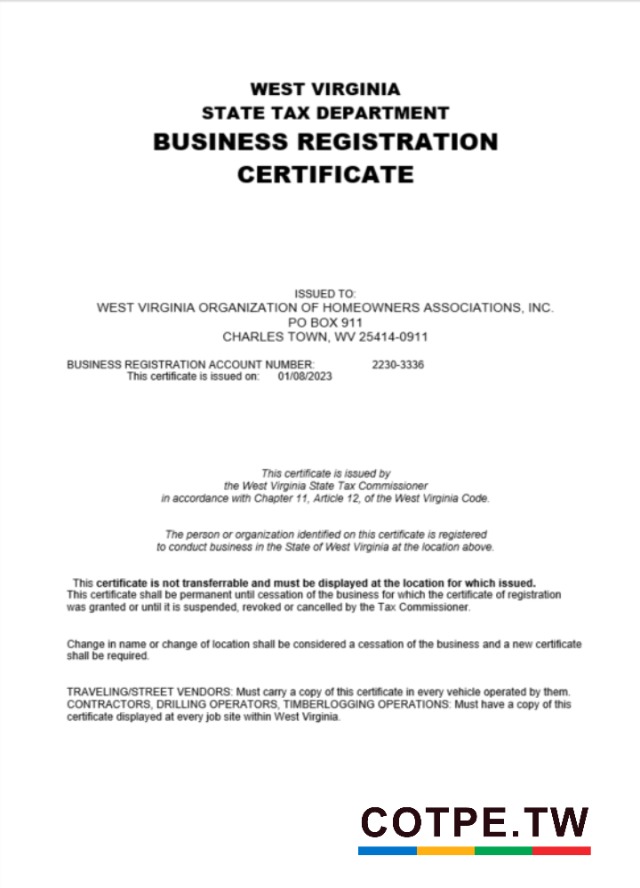 WEST VIRGINIA
STATE TAX DEPARTMENT
BUSINESS REGISTRATION
CERTIFICATE
ISSUED TO:
WEST VIRGINIA ORGANIZATION OF HOMEOWNERS ASSOCIATIONS, INC.
PO BOX 911
CHARLES TOWN, WV 25414-0911
BUSINESS REGISTRATION ACCOUNT NUMBER: 2230-3336
This certificate is issued on: 01/08/2023
This certificate is issued by
the West Virginia State Tax Commissioner
in accordance with Chapter 11, Article 12, of the West Virginia Code.
The person or organization identified on this certificate is registered
to conduct business in the State of West Virginia at the location above.
This certificate is not transferrable and must be displayed at the location for which issued.
This certificate shall be permanent until cessation of the business for which the certificate of registration
was granted or until it is suspended, revoked or cancelled by the Tax Commissioner.
Change in name or change of location shall be considered a cessation of the business and a new certificate
shall be required.
TRAVELING/STREET VENDORS: Must carry a copy of this certificate in every vehicle operated by them.
CONTRACTORS, DRILLING OPERATORS, TIMBERLOGGING OPERATIONS: Must have a copy of this
certificate displayed at every job site within West Virginia.
COTPE.TW